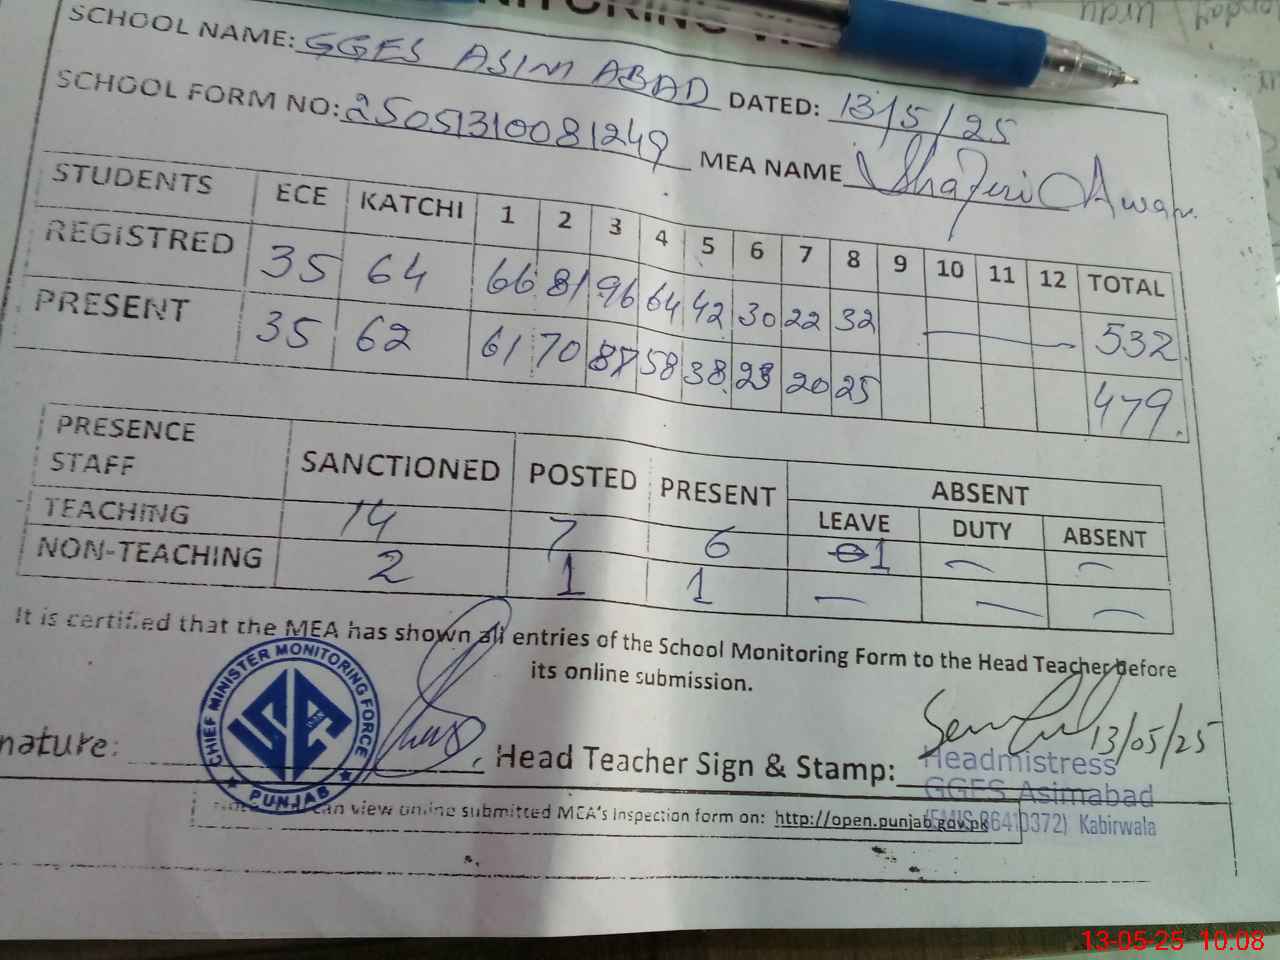 SCHOOL NAME: GGES ASIM ABAD DATED: 13/5/25
SCHOOL FORM NO: 25051310081249 MEA NAME Awan
STUDENTS ECE KATCHI 1 2 3 4 5 6 7 8 9 10 11 12 TOTAL
REGISTRED 35 64 66 81 96 64 42 30 22 32 532
PRESENT 35 62 61 70 87 58 38 23 20 25 479
PRESENCE STAFF SANCTIONED POSTED PRESENT ABSENT
LEAVE DUTY ABSENT
TEACHING 14 7 6 1 — —
NON-TEACHING 2 1 1 — — —
It is certified that the MEA has shown all entries of the School Monitoring Form to the Head Teacher before
its online submission.
CHIEF MINISTER MONITORING FORCE
PUNJAB
nature: Head Teacher Sign & Stamp: 13/05/25
Headmistress
GGES Asimabad
can view online submitted MEA's Inspection form on: http://open.punjab.gov.pk
Kabirwala
13-05-25 10:08